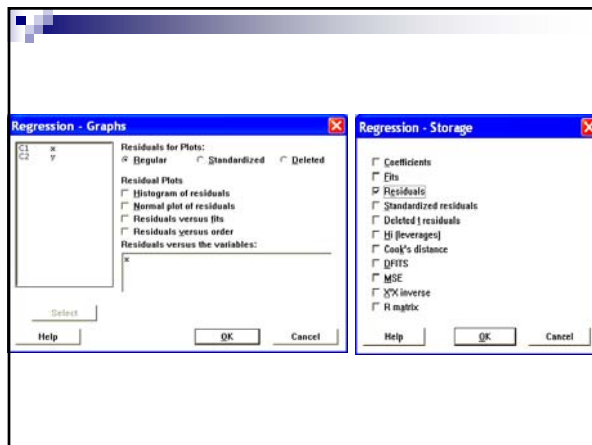 Regression - Graphs
C1 x
C2 y
Residuals for Plots:
Regular Standardized Deleted
Residual Plots
Histogram of residuals
Normal plot of residuals
Residuals versus fits
Residuals versus order
Residuals versus the variables:
x
Select
Help OK Cancel
Regression - Storage
Coefficients
Fits
Residuals
Standardized residuals
Deleted t residuals
Hi (leverages)
Cook's distance
DFITS
MSE
X'X inverse
R matrix
Help OK Cancel